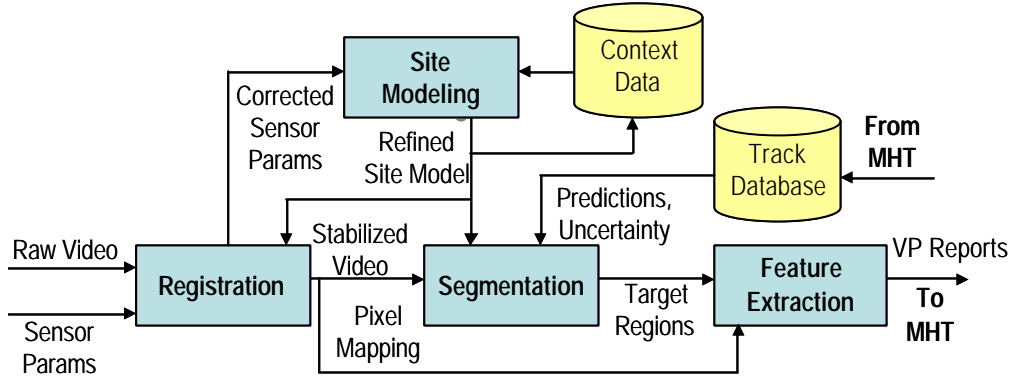 Site
Modeling
Context
Data
Corrected
Sensor
Params
Refined
Site Model
Track
Database
From
MHT
Predictions,
Uncertainty
Raw Video
Registration
Sensor
Params
Stabilized
Video
Pixel
Mapping
Segmentation
Target
Regions
Feature
Extraction
VP Reports
To
MHT